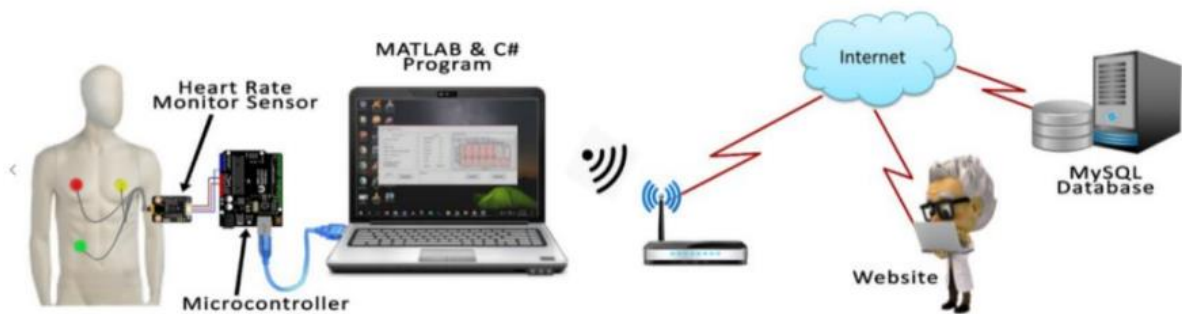 MATLAB & C#
Program
Heart Rate
Monitor Sensor
Microcontroller
Internet
MySQL
Database
Website